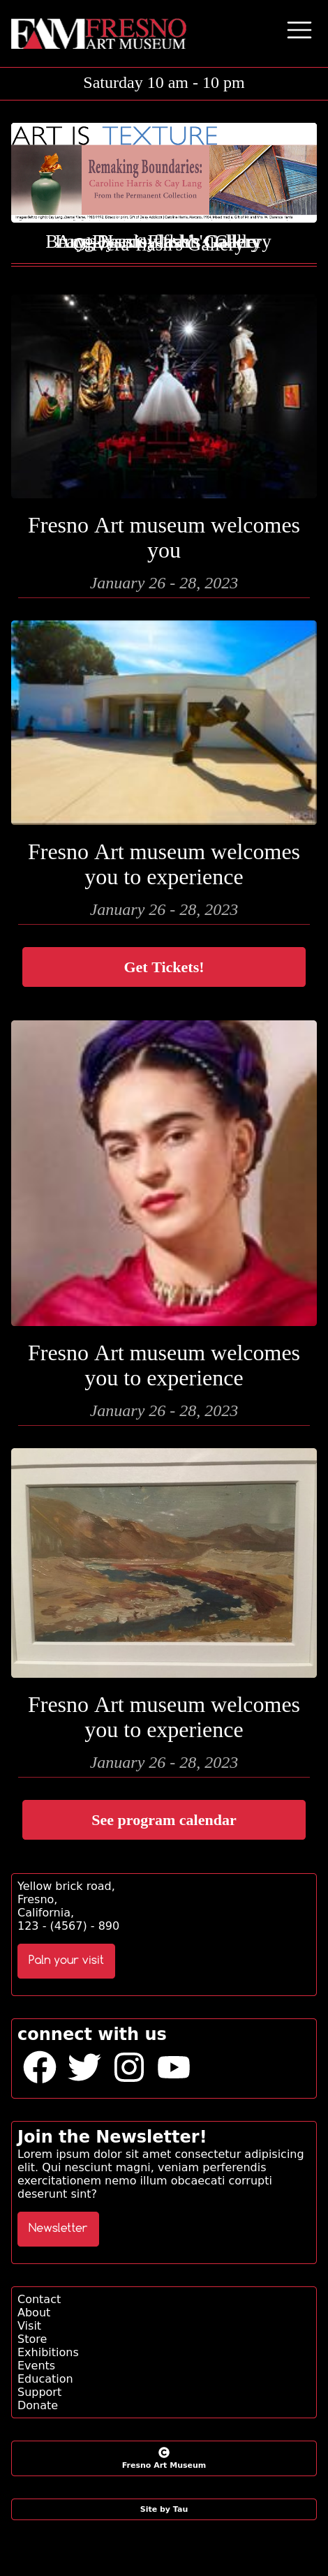 FAM FRESNO
ART MUSEUM
Saturday 10 am - 10 pm
ART IS TEXTURE
Remaking Boundaries:
Caroline Harris & Cay Lang
From the Permanent Collection
Gallery
Fresno Art museum welcomes
you
January 26 - 28, 2023
Fresno Art museum welcomes
you to experience
January 26 - 28, 2023
Get Tickets!
Fresno Art museum welcomes
you to experience
January 26 - 28, 2023
Fresno Art museum welcomes
you to experience
January 26 - 28, 2023
See program calendar
Yellow brick road,
Fresno,
California,
123 - (4567) - 890
Paln your visit
connect with us
Join the Newsletter!
Lorem ipsum dolor sit amet consectetur adipisicing
elit. Qui nesciunt magni, veniam perferendis
exercitationem nemo illum obcaecati corrupti
deserunt sint?
Newsletter
Contact
About
Visit
Store
Exhibitions
Events
Education
Support
Donate
Fresno Art Museum
Site by Tau